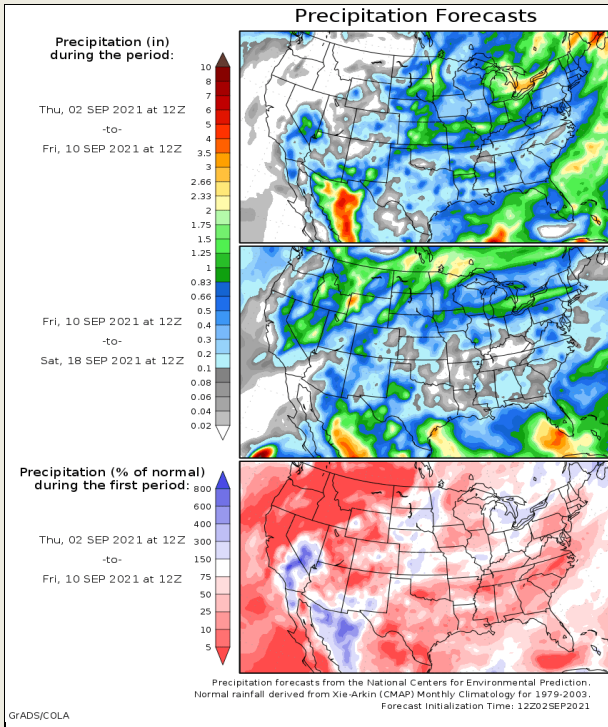 Precipitation Forecasts
Precipitation (in)
during the period:
Thu, 02 SEP 2021 at 12Z
-to-
Fri, 10 SEP 2021 at 12Z
10
8
7
6
5
4
3.5
3
2.66
2.33
2
1.75
1.5
1.25
1
0.83
0.66
0.5
0.4
0.3
0.2
0.1
0.08
0.06
0.04
0.02
Fri, 10 SEP 2021 at 12Z
-to-
Sat, 18 SEP 2021 at 12Z
Precipitation (% of normal)
during the first period:
Thu, 02 SEP 2021 at 12Z
-to-
Fri, 10 SEP 2021 at 12Z
800
600
400
300
150
75
50
25
10
5
Precipitation forecasts from the National Centers for Environmental Prediction.
Normal rainfall derived from Xie-Arkin (CMAP) Monthly Climatology for 1979-2003.
Forecast Initialization Time: 12Z02SEP2021
GrADS/COLA